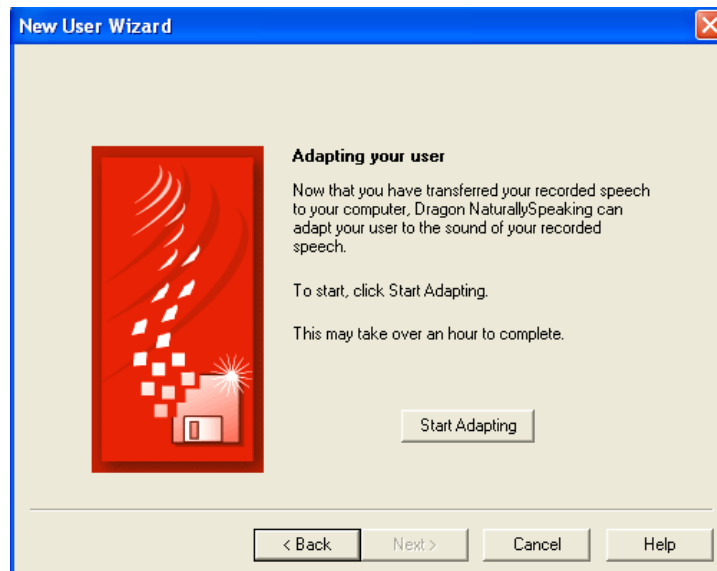 New User Wizard
Adapting your user
Now that you have transferred your recorded speech
to your computer, Dragon NaturallySpeaking can
adapt your user to the sound of your recorded
speech.
To start, click Start Adapting.
This may take over an hour to complete.
Start Adapting
< Back Next > Cancel Help